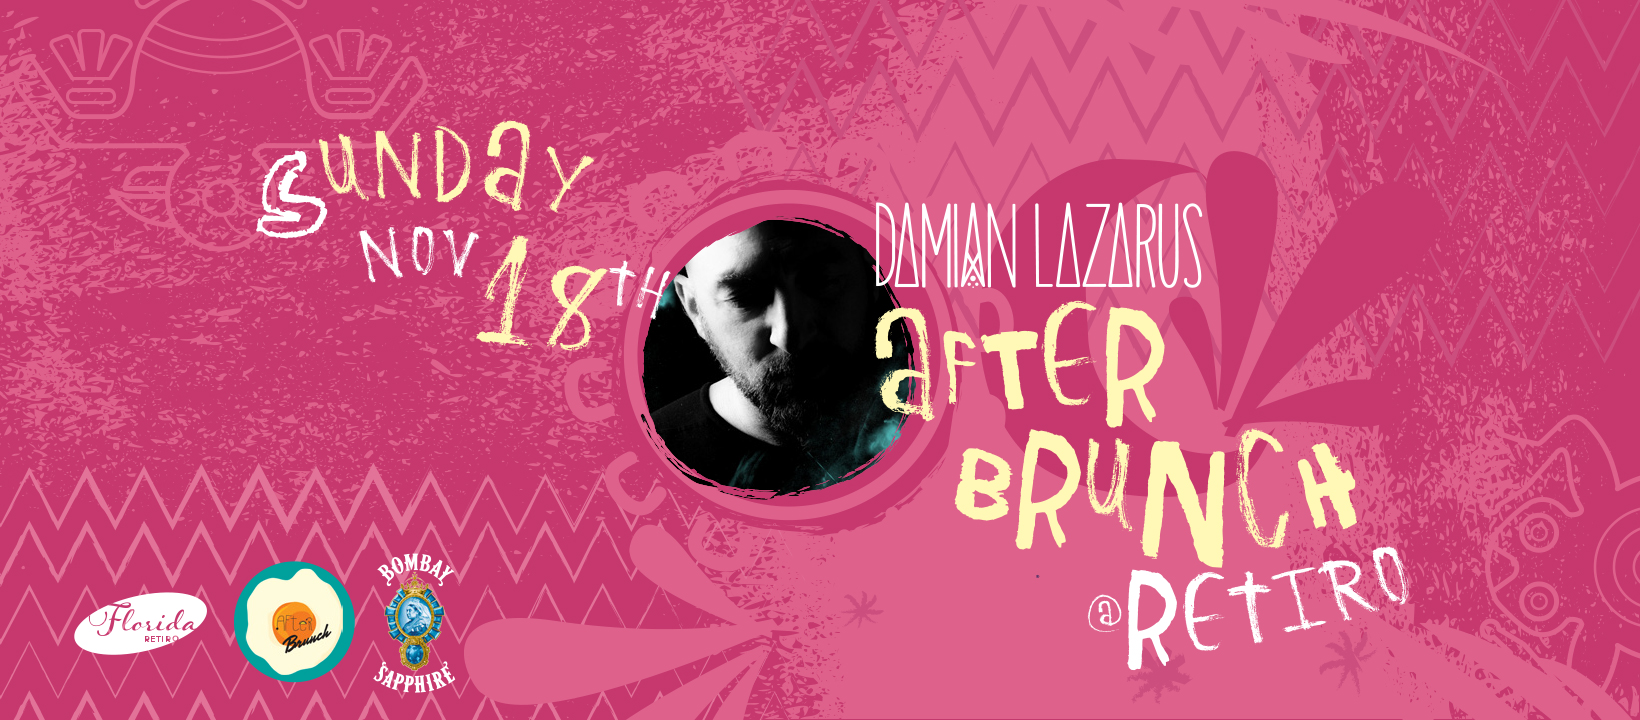 SUNDAY
NOV 18TH
DAMIAN LAZARUS
AFTER
BRUNCH
@RETIRO
Florida
RETIRO
AFTER
Brunch
BOMBAY
SAPPHIRE